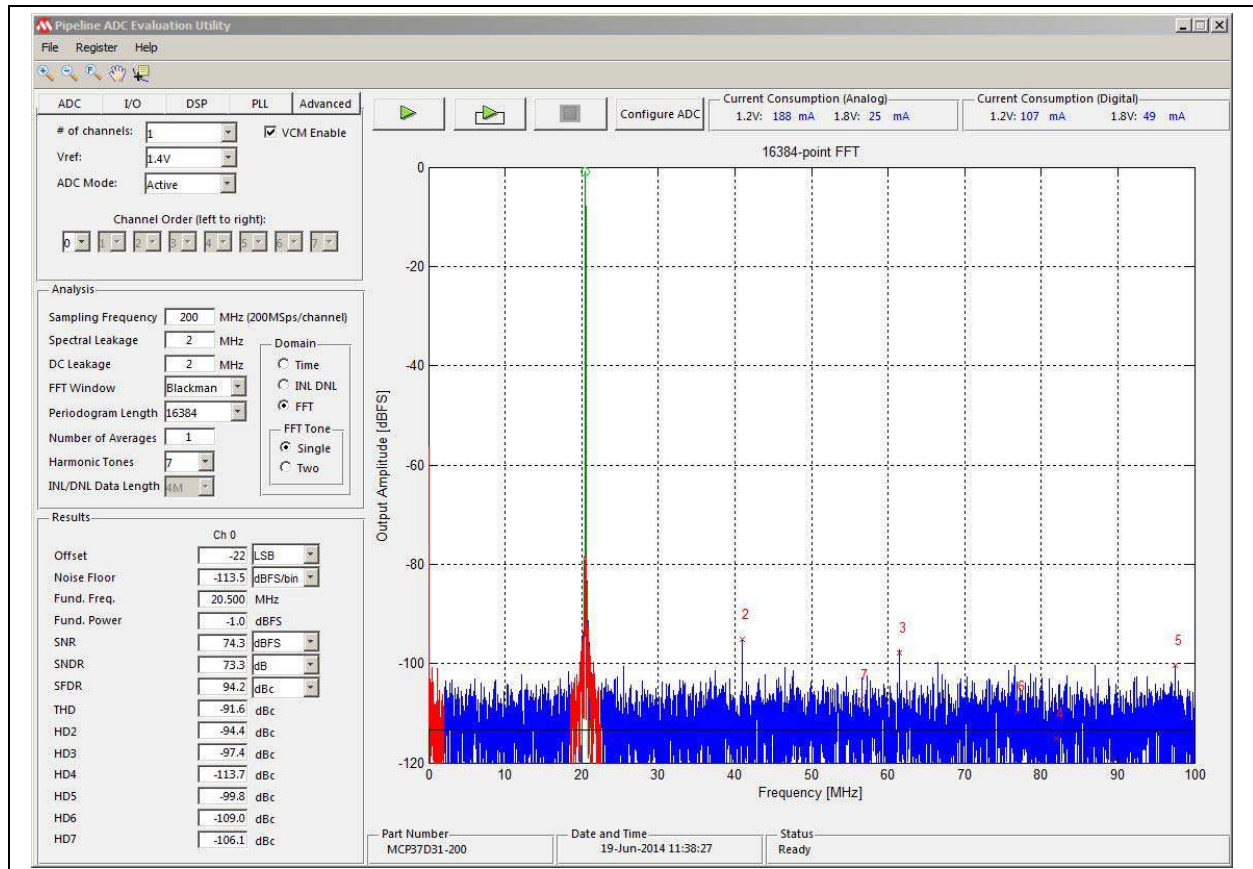 Pipeline ADC Evaluation Utility
File Register Help
ADC I/O DSP PLL Advanced
# of channels: 1 VCM Enable
Vref: 1.4V
ADC Mode: Active
Channel Order (left to right):
0 1 2 3 4 5 6 7
Configure ADC
Current Consumption (Analog)
1.2V: 188 mA 1.8V: 25 mA
Current Consumption (Digital)
1.2V: 107 mA 1.8V: 49 mA
Analysis
Sampling Frequency 200 MHz (200MSps/channel)
Spectral Leakage 2 MHz
DC Leakage 2 MHz
FFT Window Blackman
Periodogram Length 16384
Number of Averages 1
Harmonic Tones 7
INL/DNL Data Length 4M
Domain
Time
INL DNL
FFT
FFT Tone
Single
Two
Results
Ch 0
Offset -22 LSB
Noise Floor -113.5 dBFS/bin
Fund. Freq. 20.500 MHz
Fund. Power -1.0 dBFS
SNR 74.3 dBFS
SNDR 73.3 dB
SFDR 94.2 dBc
THD -91.6 dBc
HD2 -94.4 dBc
HD3 -97.4 dBc
HD4 -113.7 dBc
HD5 -99.8 dBc
HD6 -109.0 dBc
HD7 -106.1 dBc
16384-point FFT
Output Amplitude [dBFS]
0
-20
-40
-60
-80
-100
-120
2
3
5
7
6
4
0 10 20 30 40 50 60 70 80 90 100
Frequency [MHz]
Part Number
MCP37D31-200
Date and Time
19-Jun-2014 11:38:27
Status
Ready